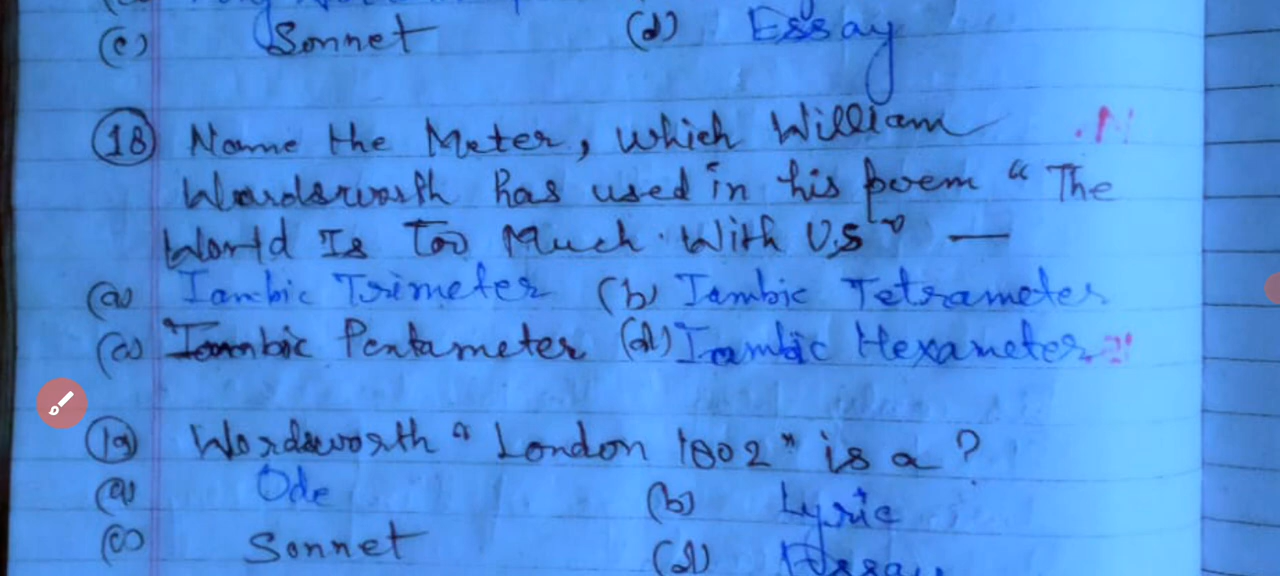 (c) Sonnet (d) Essay
(18) Name the Meter, which William
Wordsworth has used in his poem "The
World Is Too Much With U.S" —
(a) Iambic Trimeter (b) Iambic Tetrameter
(c) Iambic Pentameter (d) Iambic Hexameter
(19) Wordsworth "London 1802" is a ?
(a) Ode (b) Lyric
(c) Sonnet (d)